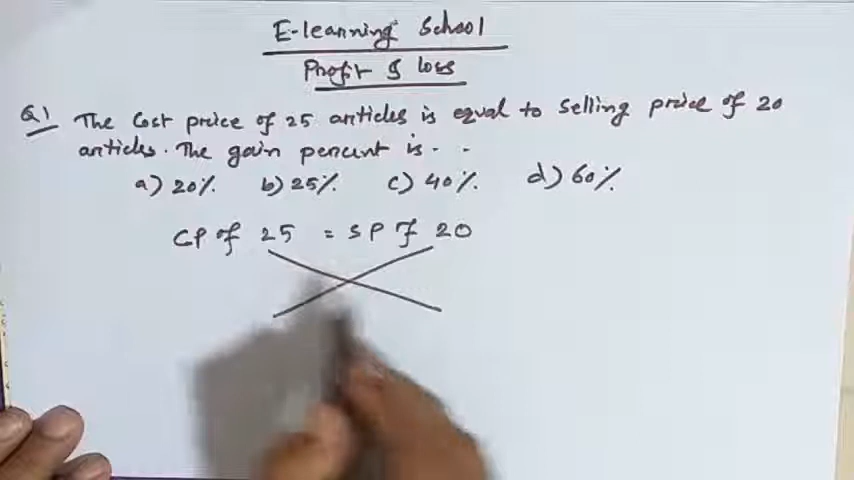 E-learning School
Profit & loss
Q1 The Cost price of 25 articles is equal to selling price of 20
articles. The gain percent is . .
a) 20% b) 25% c) 40% d) 60%
CP of 25 = SP of 20